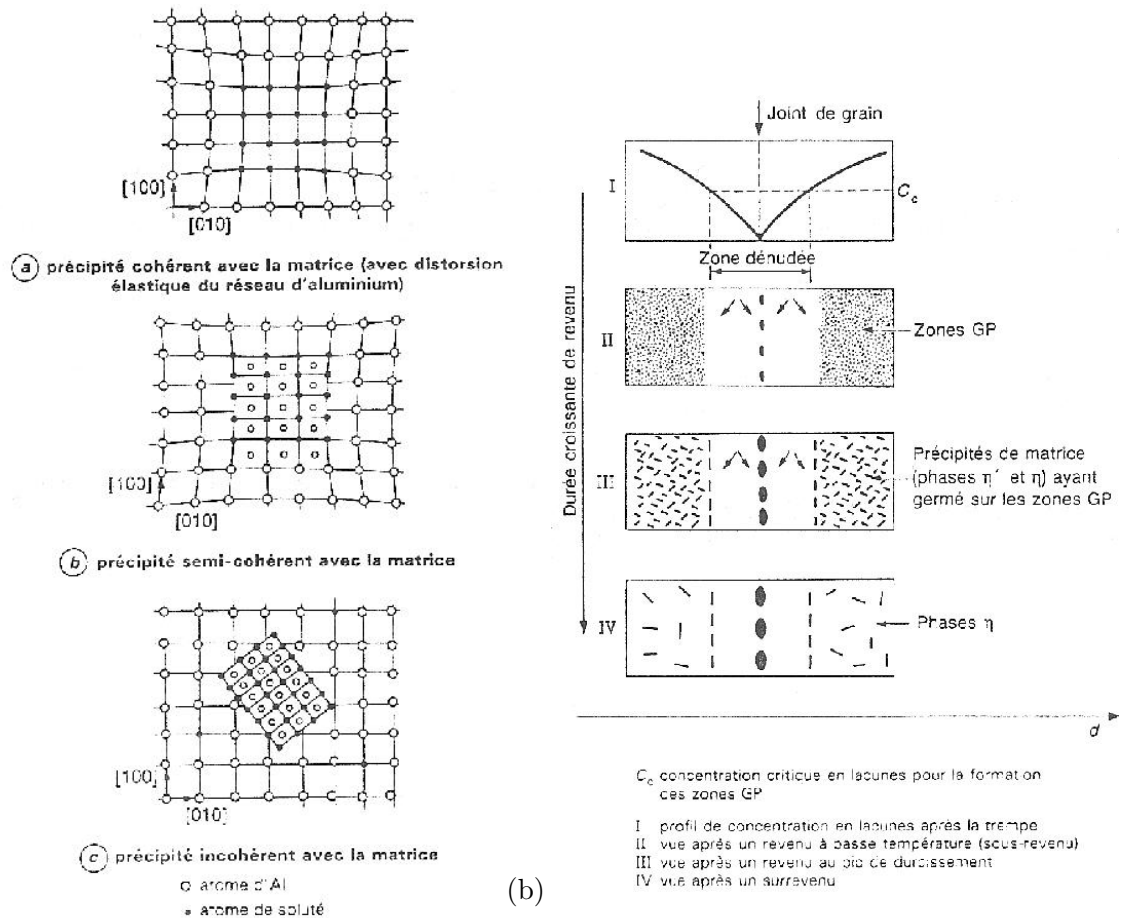 [100]
[010]
a précipité cohérent avec la matrice (avec distorsion
élastique du réseau d'aluminium)
[100]
[010]
b précipité semi-cohérent avec la matrice
[100]
[010]
c précipité incohérent avec la matrice
atome d'Al
atome de soluté
(b)
Joint de grain
I
Cc
Zone dénudée
II
Zones GP
Durée croissante de revenu
III
Précipités de matrice
(phases η′ et η) ayant
germé sur les zones GP
IV
Phases η
d
Cc concentration critique en lacunes pour la formation
des zones GP
I profil de concentration en lacunes après la trempe
II vue après un revenu à basse température (sous-revenu)
III vue après un revenu au pic de durcissement
IV vue après un surrevenu